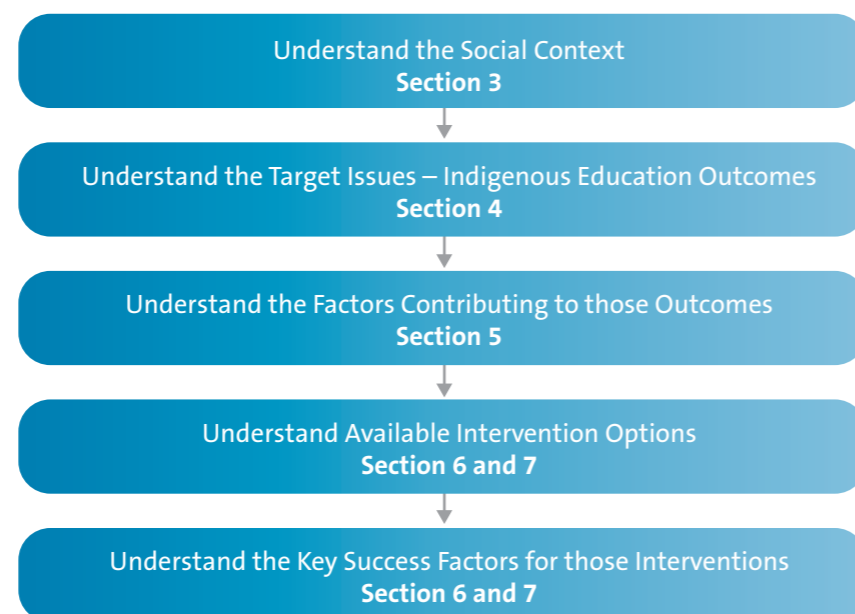 Understand the Social Context
Section 3
Understand the Target Issues – Indigenous Education Outcomes
Section 4
Understand the Factors Contributing to those Outcomes
Section 5
Understand Available Intervention Options
Section 6 and 7
Understand the Key Success Factors for those Interventions
Section 6 and 7